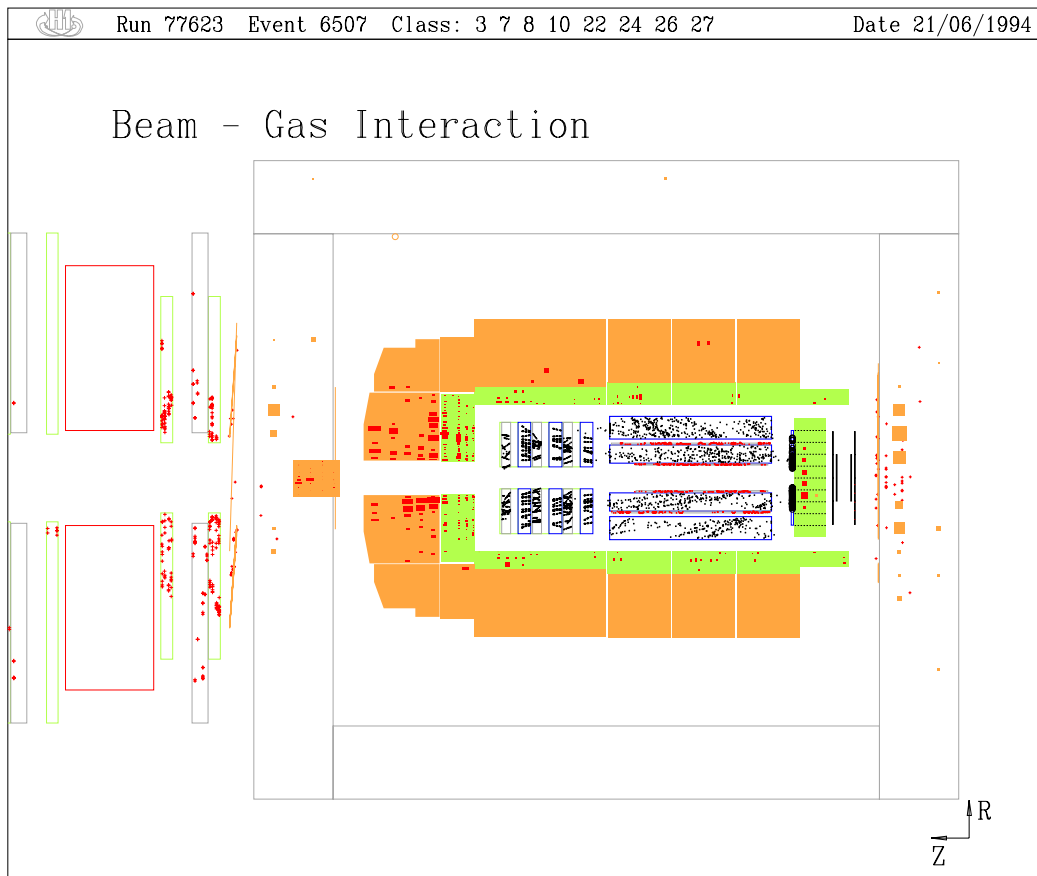 H1 Run 77623 Event 6507 Class: 3 7 8 10 22 24 26 27 Date 21/06/1994
Beam - Gas Interaction
R
Z